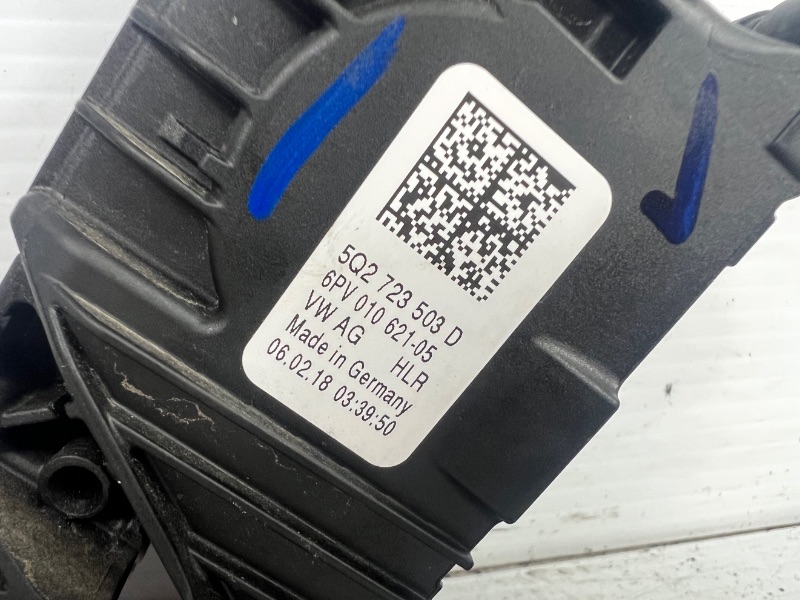 5Q2 723 503 D
6PV 010 621-05
VW AG HLR
Made in Germany
06.02.18 03:39:50